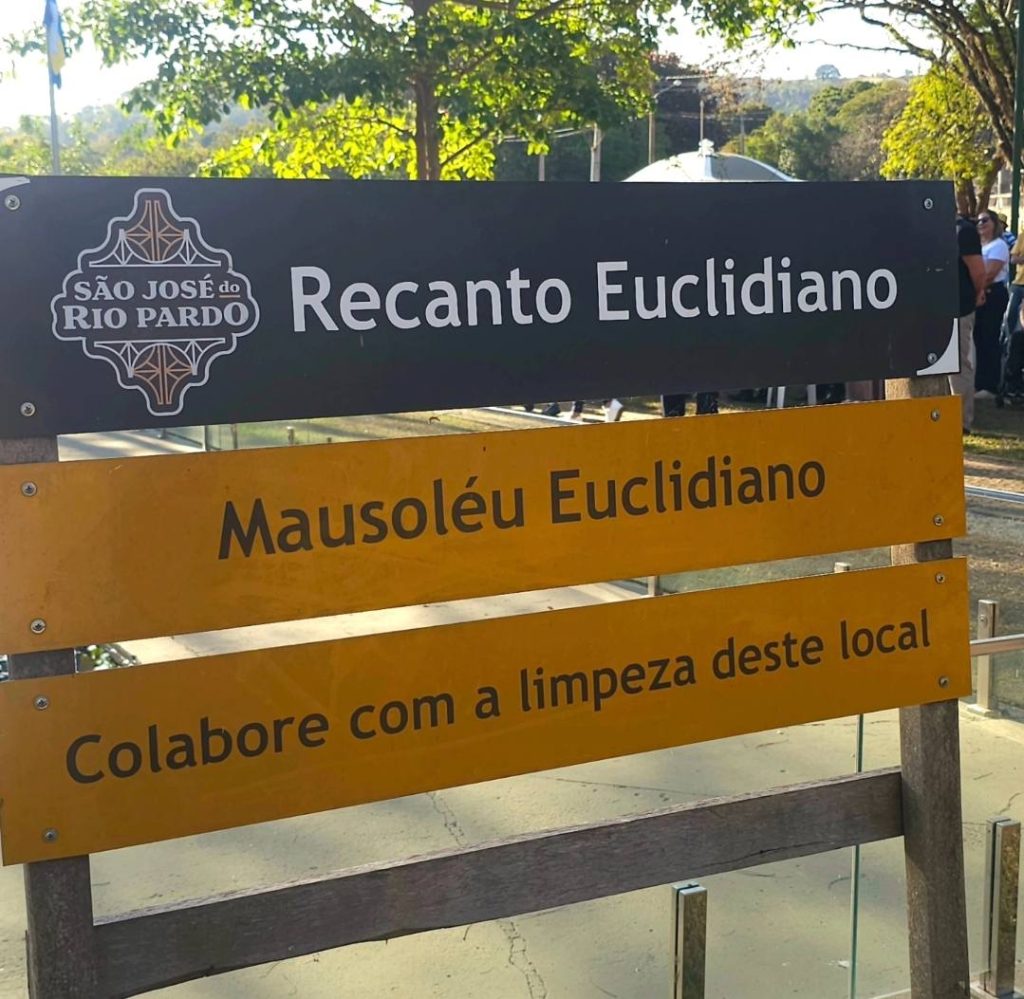 SÃO JOSÉ do
RIO PARDO
Recanto Euclidiano
Mausoléu Euclidiano
Colabore com a limpeza deste local